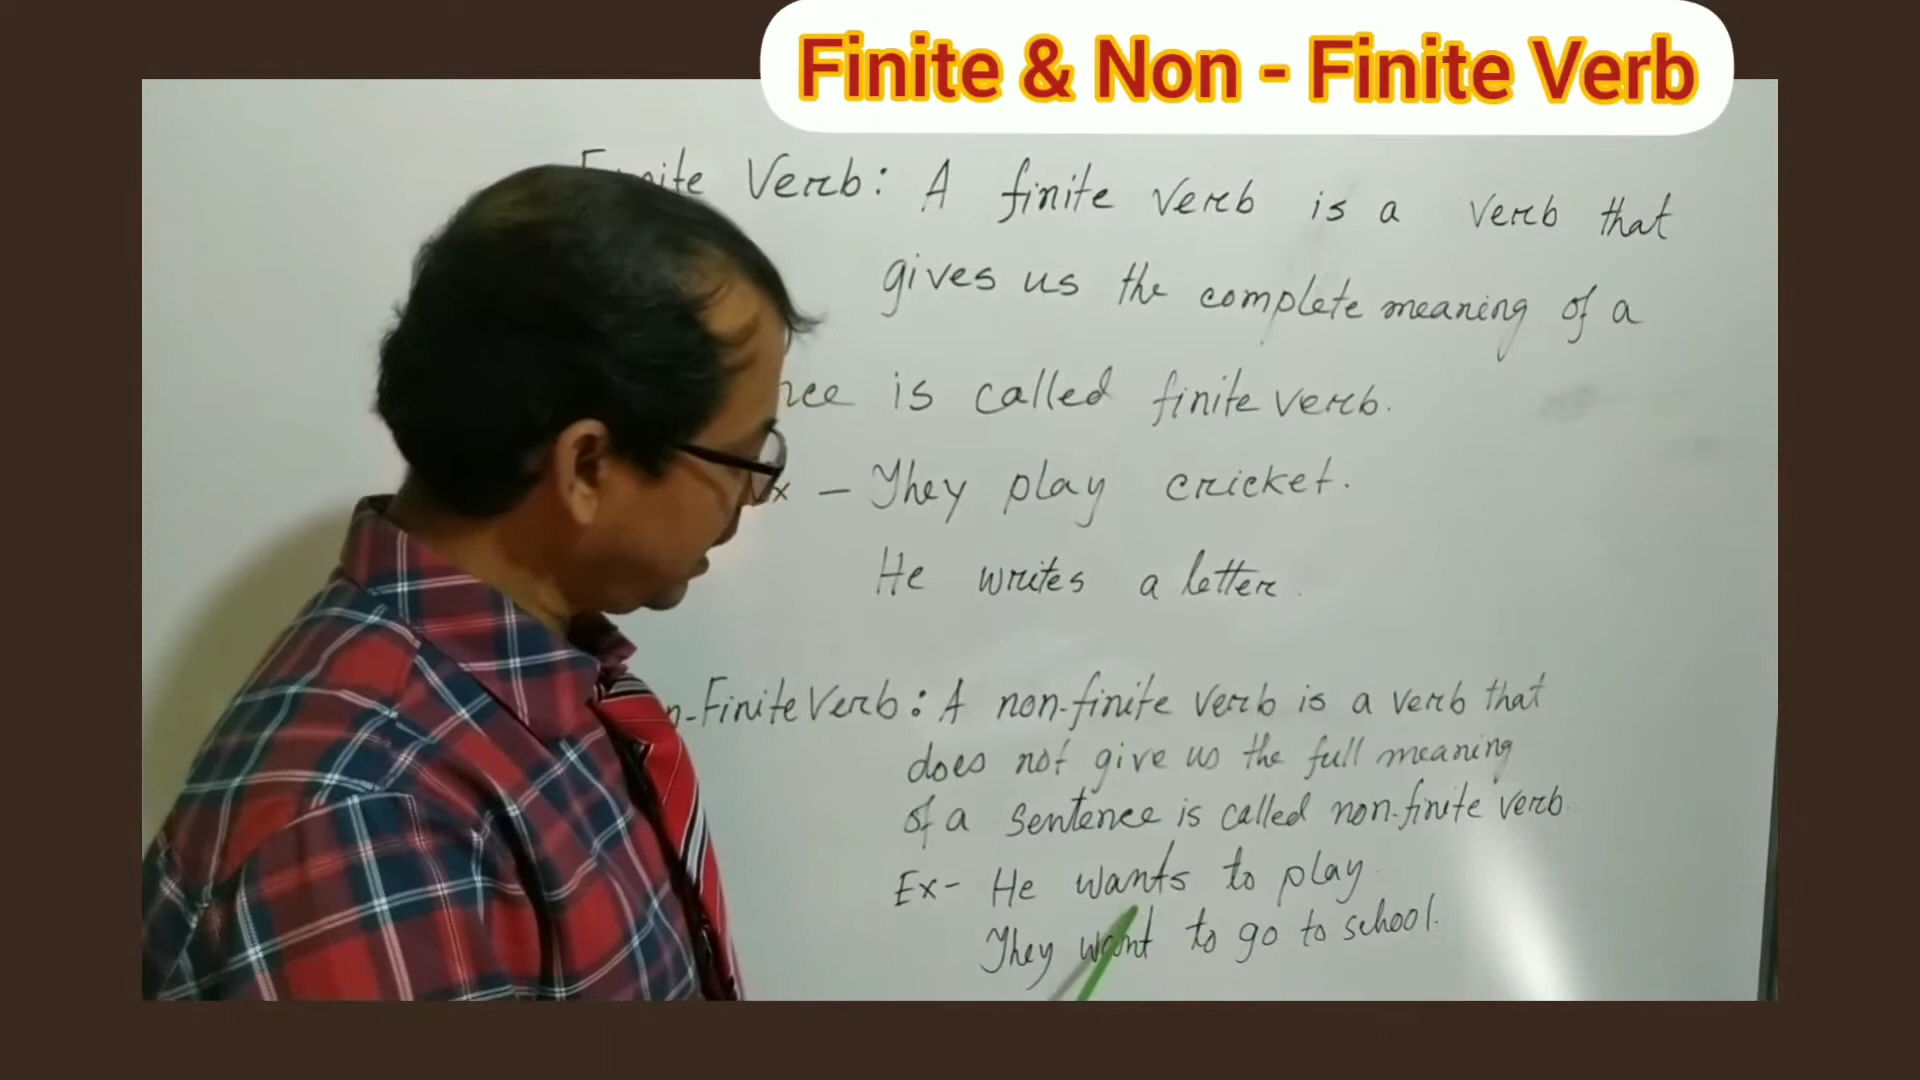 Finite & Non - Finite Verb
Verb: A finite verb is a verb that
gives us the complete meaning of a
is called finite verb.
- They play cricket.
He writes a letter.
n-Finite Verb: A non-finite verb is a verb that
does not give us the full meaning
of a sentence is called non-finite verb.
Ex- He wants to play.
They want to go to school.